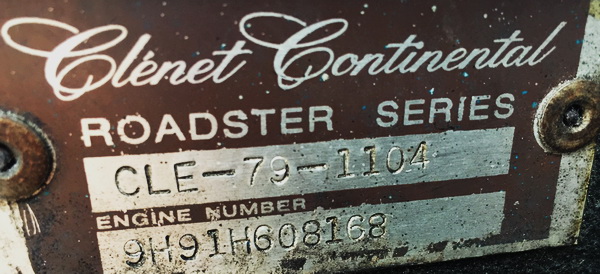 Clénet Continental
ROADSTER SERIES
CLE-79-1104
ENGINE NUMBER
9H91H608168